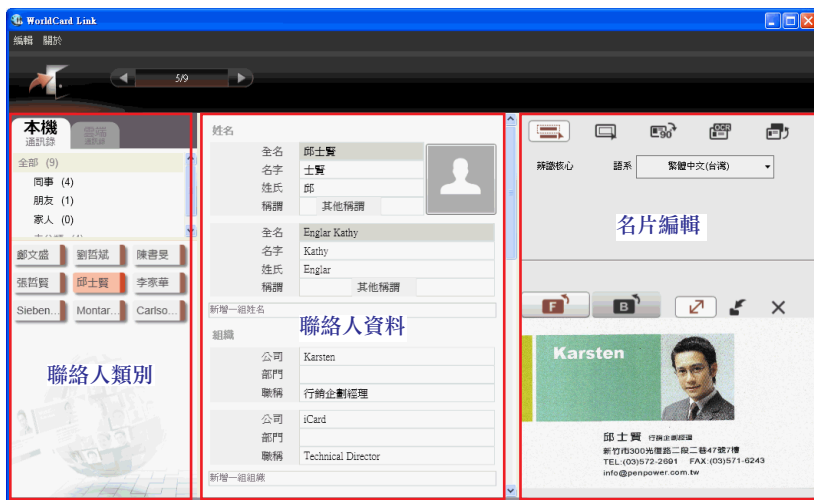 WorldCard Link
編輯 關於
5/9
本機
通訊錄
雲端
通訊錄
全部 (9)
同事 (4)
朋友 (1)
家人 (0)
鄭文盛 劉哲斌 陳書旻
張哲賢 邱士賢 李家華
Sieben... Montar... Carlso...
聯絡人類別
姓名
全名 邱士賢
名字 士賢
姓氏 邱
稱謂 其他稱謂
全名 Englar Kathy
名字 Kathy
姓氏 Englar
稱謂 其他稱謂
新增一組姓名
聯絡人資料
組織
公司 Karsten
部門
職稱 行銷企劃經理
公司 iCard
部門
職稱 Technical Director
新增一組組織
90 OCR
辨識核心 語系 繁體中文(台灣)
名片編輯
F B
Karsten
邱士賢 行銷企劃經理
新竹市300光復路二段二巷47號7樓
TEL:(03)572-2691 FAX:(03)571-6243
info@penpower.com.tw